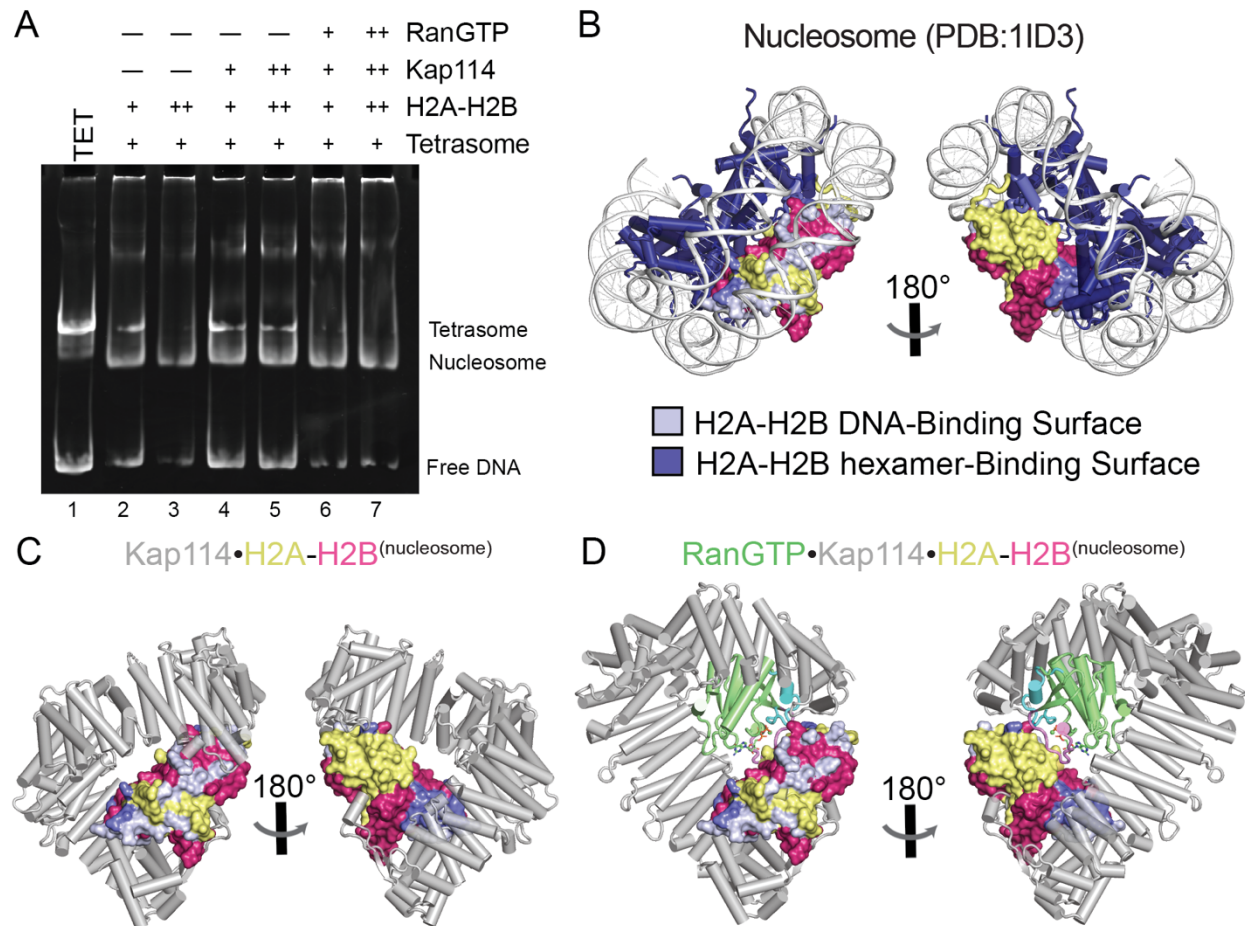 A
— — — — + ++ RanGTP
— — + ++ + ++ Kap114
+ ++ + ++ + ++ H2A-H2B
+ + + + + + Tetrasome
TET
Tetrasome
Nucleosome
Free DNA
1 2 3 4 5 6 7
B
Nucleosome (PDB:1ID3)
180°
H2A-H2B DNA-Binding Surface
H2A-H2B hexamer-Binding Surface
C
Kap114•H2A-H2B(nucleosome)
180°
D
RanGTP•Kap114•H2A-H2B(nucleosome)
180°